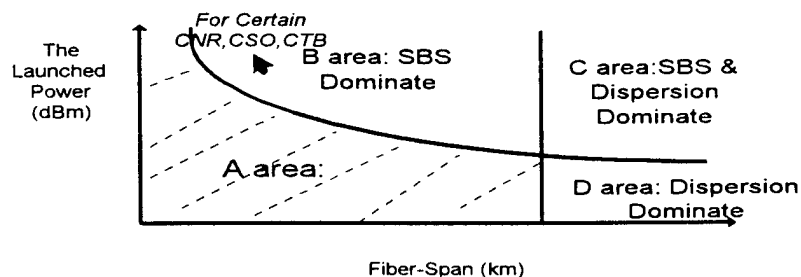 The
Launched
Power
(dBm)
For Certain
CNR,CSO,CTB
B area: SBS
Dominate
C area:SBS &
Dispersion
Dominate
A area:
D area: Dispersion
Dominate
Fiber-Span (km)